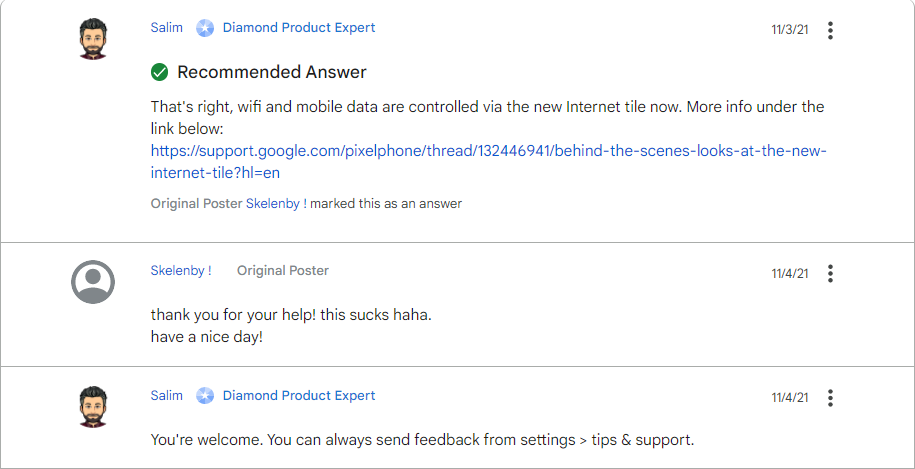 Salim Diamond Product Expert 11/3/21
Recommended Answer
That's right, wifi and mobile data are controlled via the new Internet tile now. More info under the
link below:
https://support.google.com/pixelphone/thread/132446941/behind-the-scenes-looks-at-the-new-
internet-tile?hl=en
Original Poster Skelenby ! marked this as an answer
Skelenby ! Original Poster 11/4/21
thank you for your help! this sucks haha.
have a nice day!
Salim Diamond Product Expert 11/4/21
You're welcome. You can always send feedback from settings > tips & support.